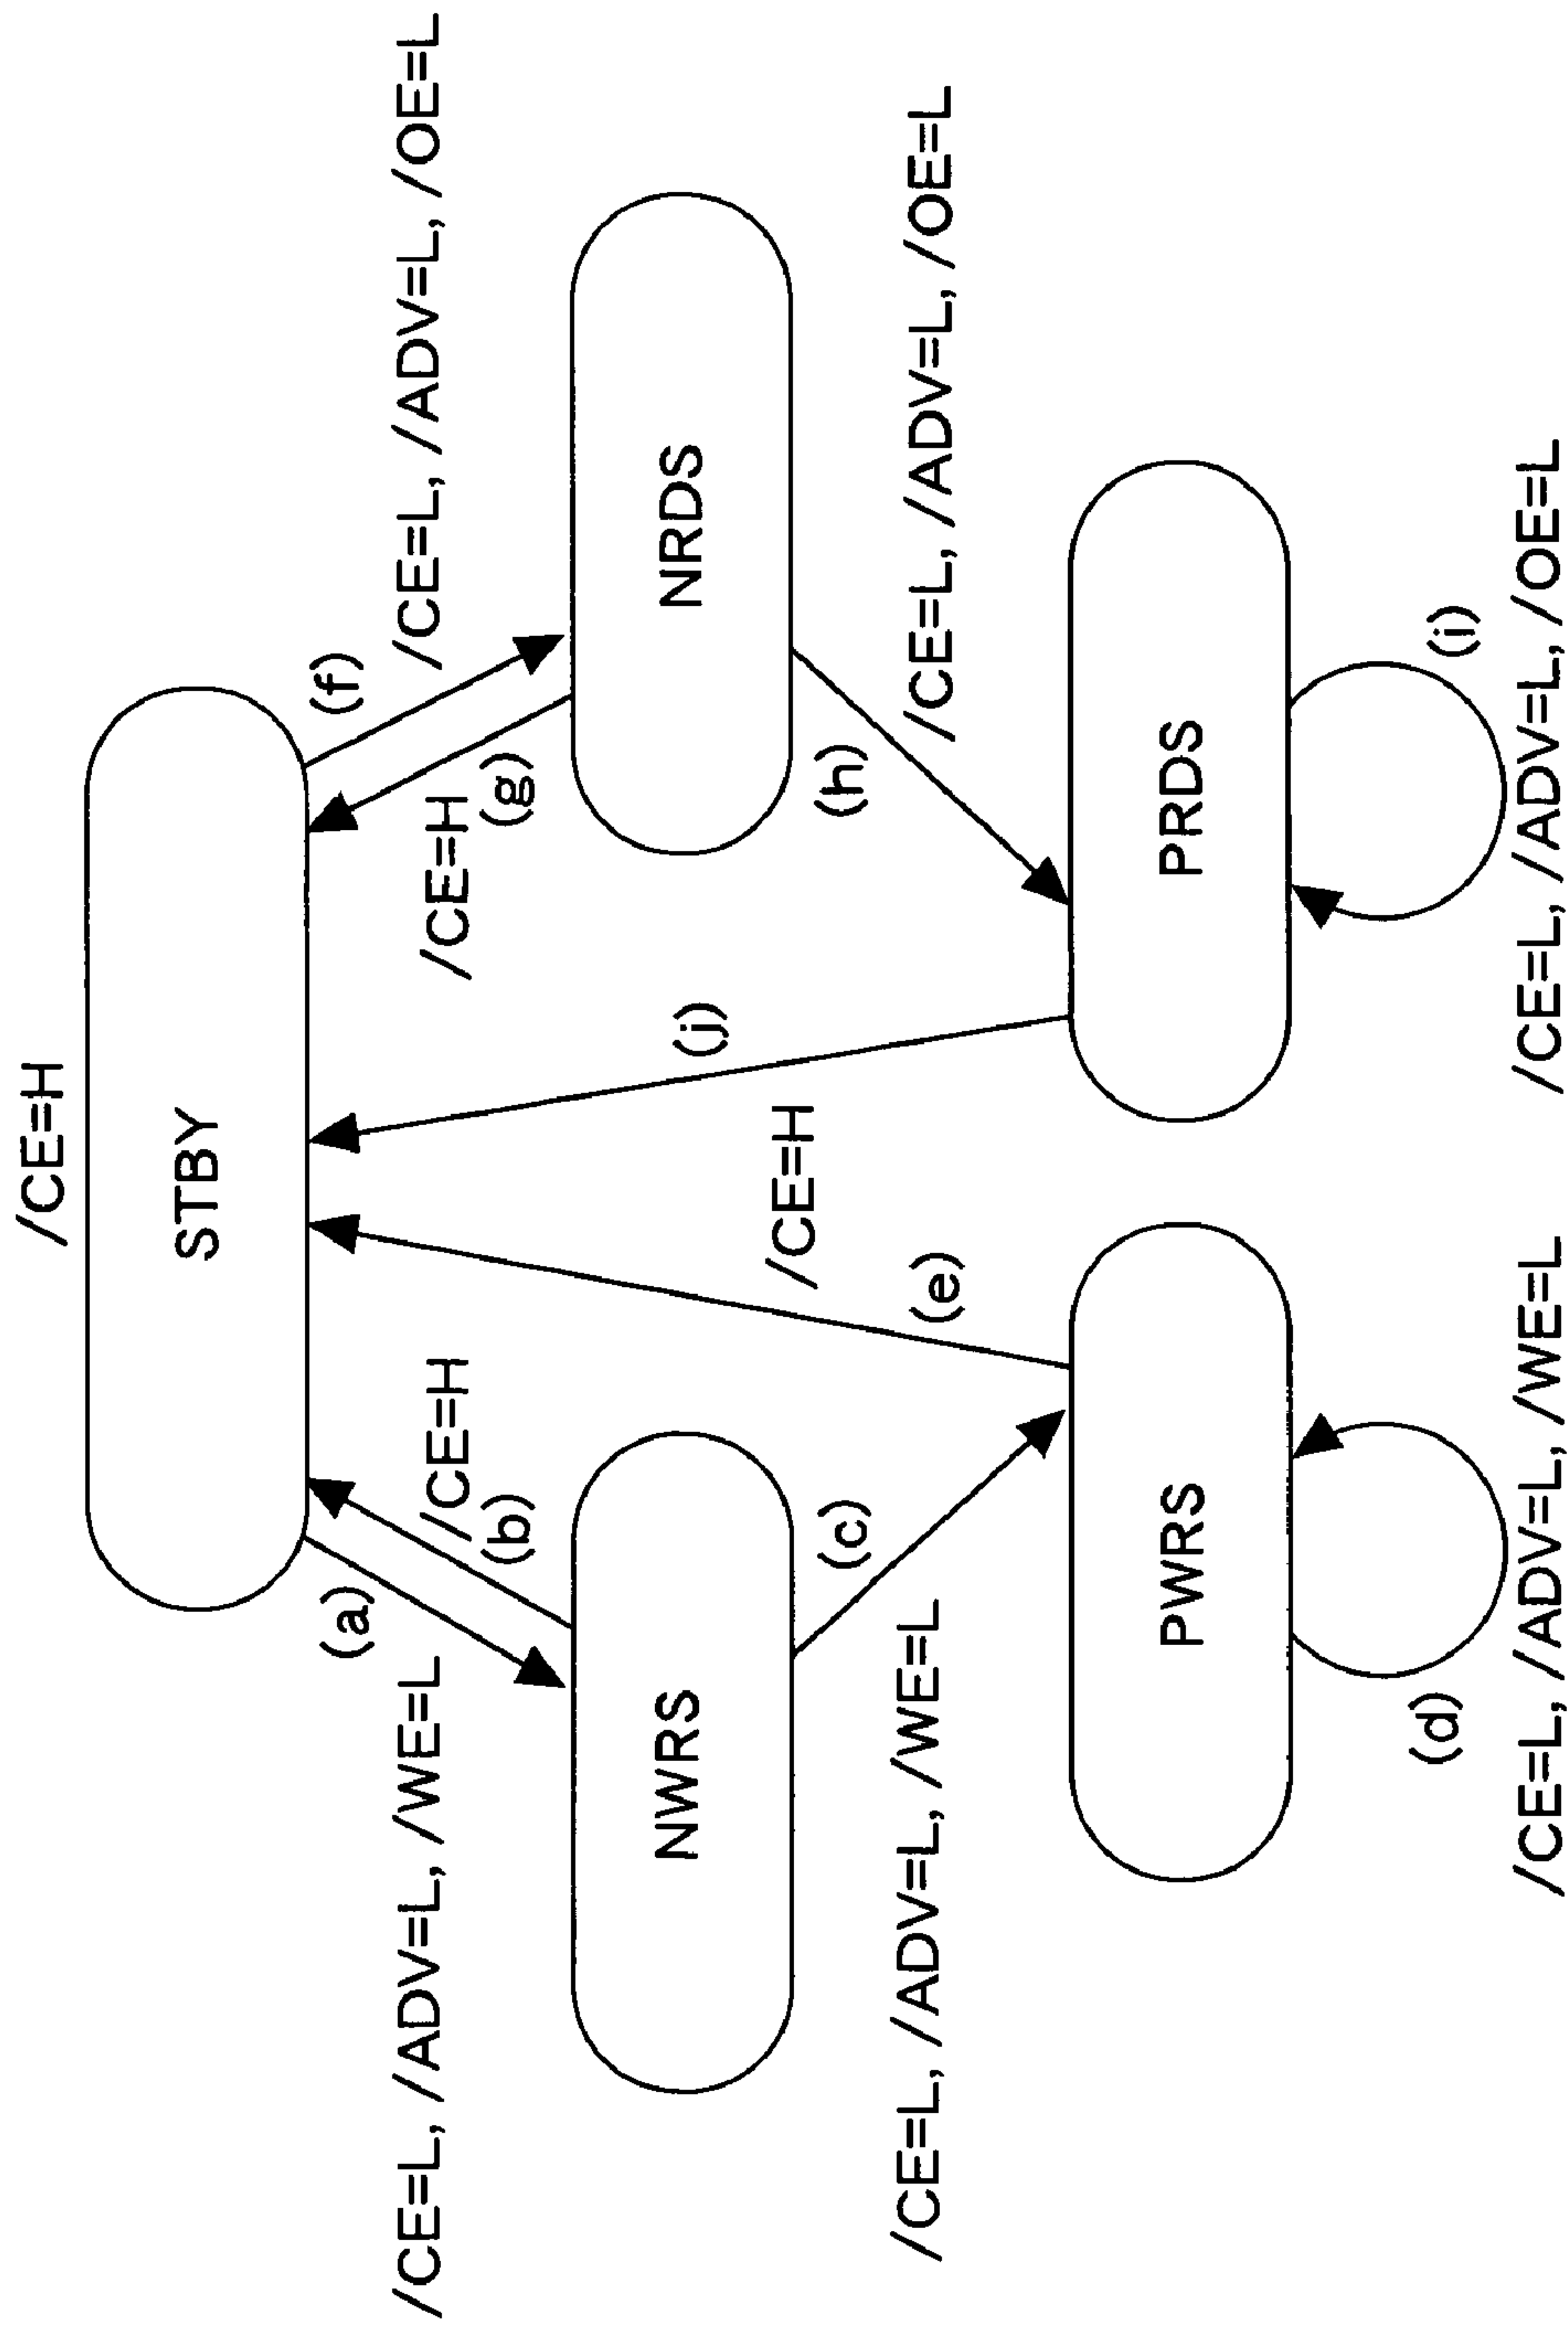 /CE=H
STBY
(a)
(f)
/CE=L, /ADV=L, /WE=L
/CE=H
/CE=H
/CE=L, /ADV=L, /OE=L
(b)
(g)
NWRS
NRDS
(j)
/CE=H
(c)
(h)
/CE=L, /ADV=L, /WE=L
(e)
/CE=L, /ADV=L, /OE=L
PWRS
PRDS
(d)
(i)
/CE=L, /ADV=L, /WE=L
/CE=L, /ADV=L, /OE=L